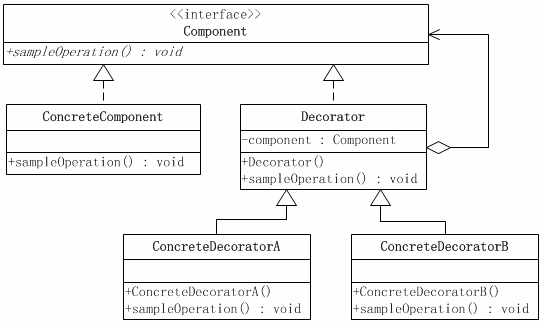 <<interface>>
Component
+sampleOperation() : void
ConcreteComponent
+sampleOperation() : void
Decorator
-component : Component
+Decorator()
+sampleOperation() : void
ConcreteDecoratorA
+ConcreteDecoratorA()
+sampleOperation() : void
ConcreteDecoratorB
+ConcreteDecoratorB()
+sampleOperation() : void